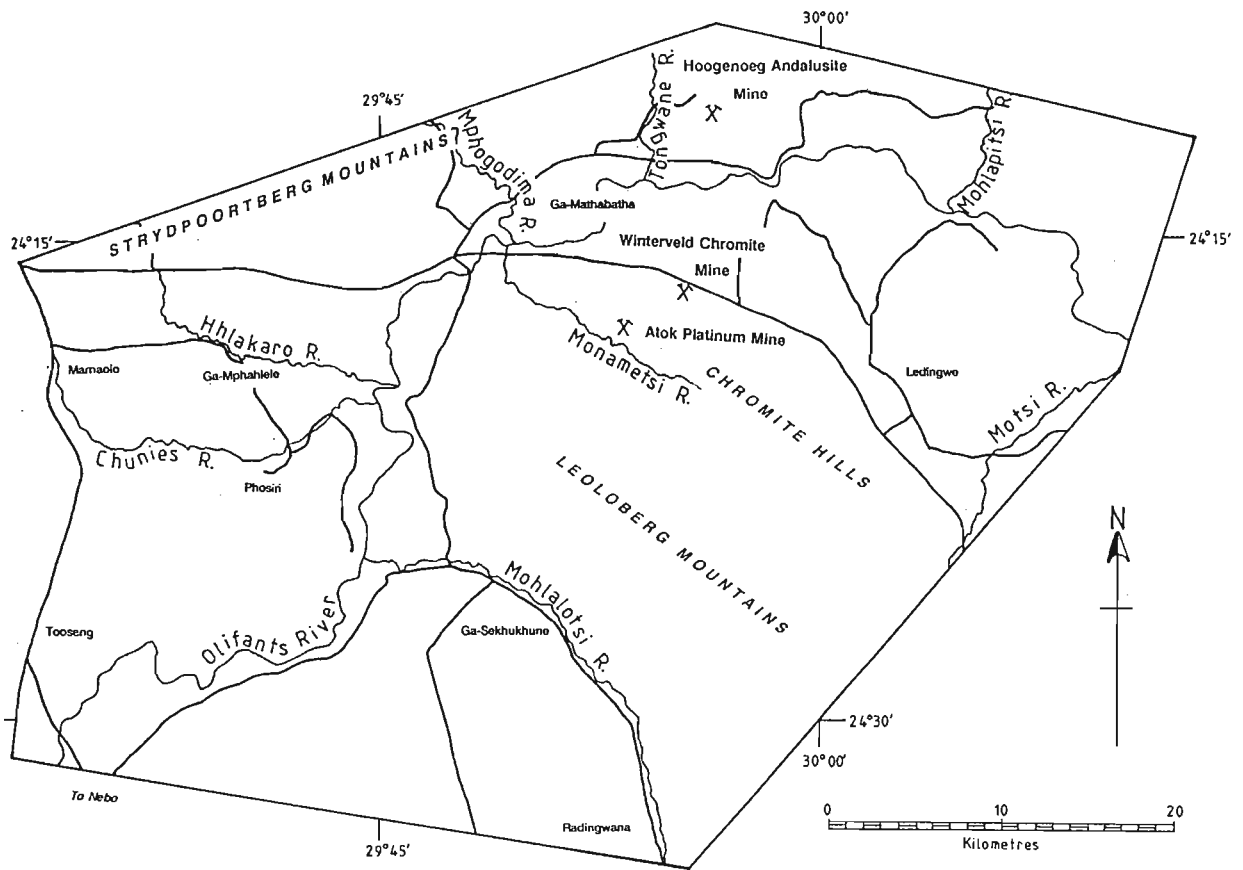 30°00'
Hoogenoeg Andalusite
Mine
29°45'
Tongwane R.
Mohlapitsi R.
Mphogodima R.
STRYDPOORTBERG MOUNTAINS
Ga-Mathabatha
24°15'
24°15'
Winterveld Chromite
Mine
Hhlakaro R.
Atok Platinum Mine
Monametsi R.
Mamaolo
Ga-Mphahlele
Ledingwe
CHROMITE HILLS
Motsi R.
Chunies R.
Phosiri
LEOLOBERG MOUNTAINS
N
Mohlalotsi R.
Olifants River
Tooseng
Ga-Sekhukhune
24°30'
30°00'
To Nebo
Radingwana
29°45'
0 10 20
Kilometres